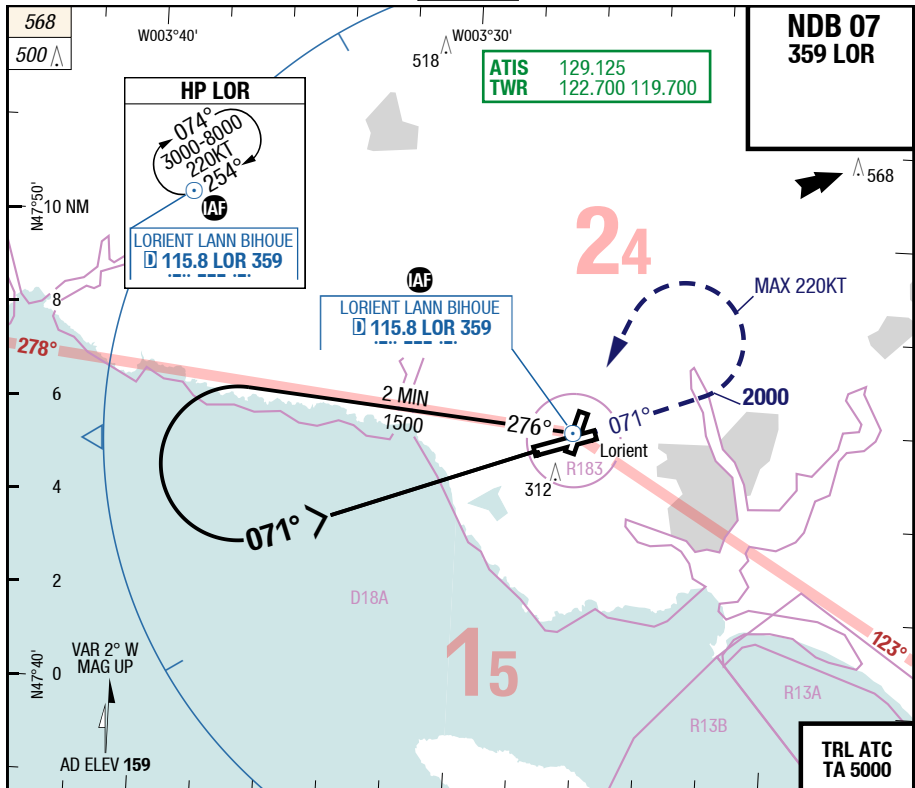 568
500
W003°40'
W003°30'
518
ATIS 129.125
TWR 122.700 119.700
NDB 07
359 LOR
HP LOR
074°
3000-8000
220KT
254°
IAF
LORIENT LANN BIHOUE
D 115.8 LOR 359
568
N47°50'
10 NM
24
IAF
LORIENT LANN BIHOUE
D 115.8 LOR 359
MAX 220KT
8
278°
6
2 MIN
1500
276°
071°
2000
Lorient
R183
312
4
071°
2
D18A
15
123°
VAR 2° W
MAG UP
N47°40'
0
R13A
R13B
AD ELEV 159
TRL ATC
TA 5000